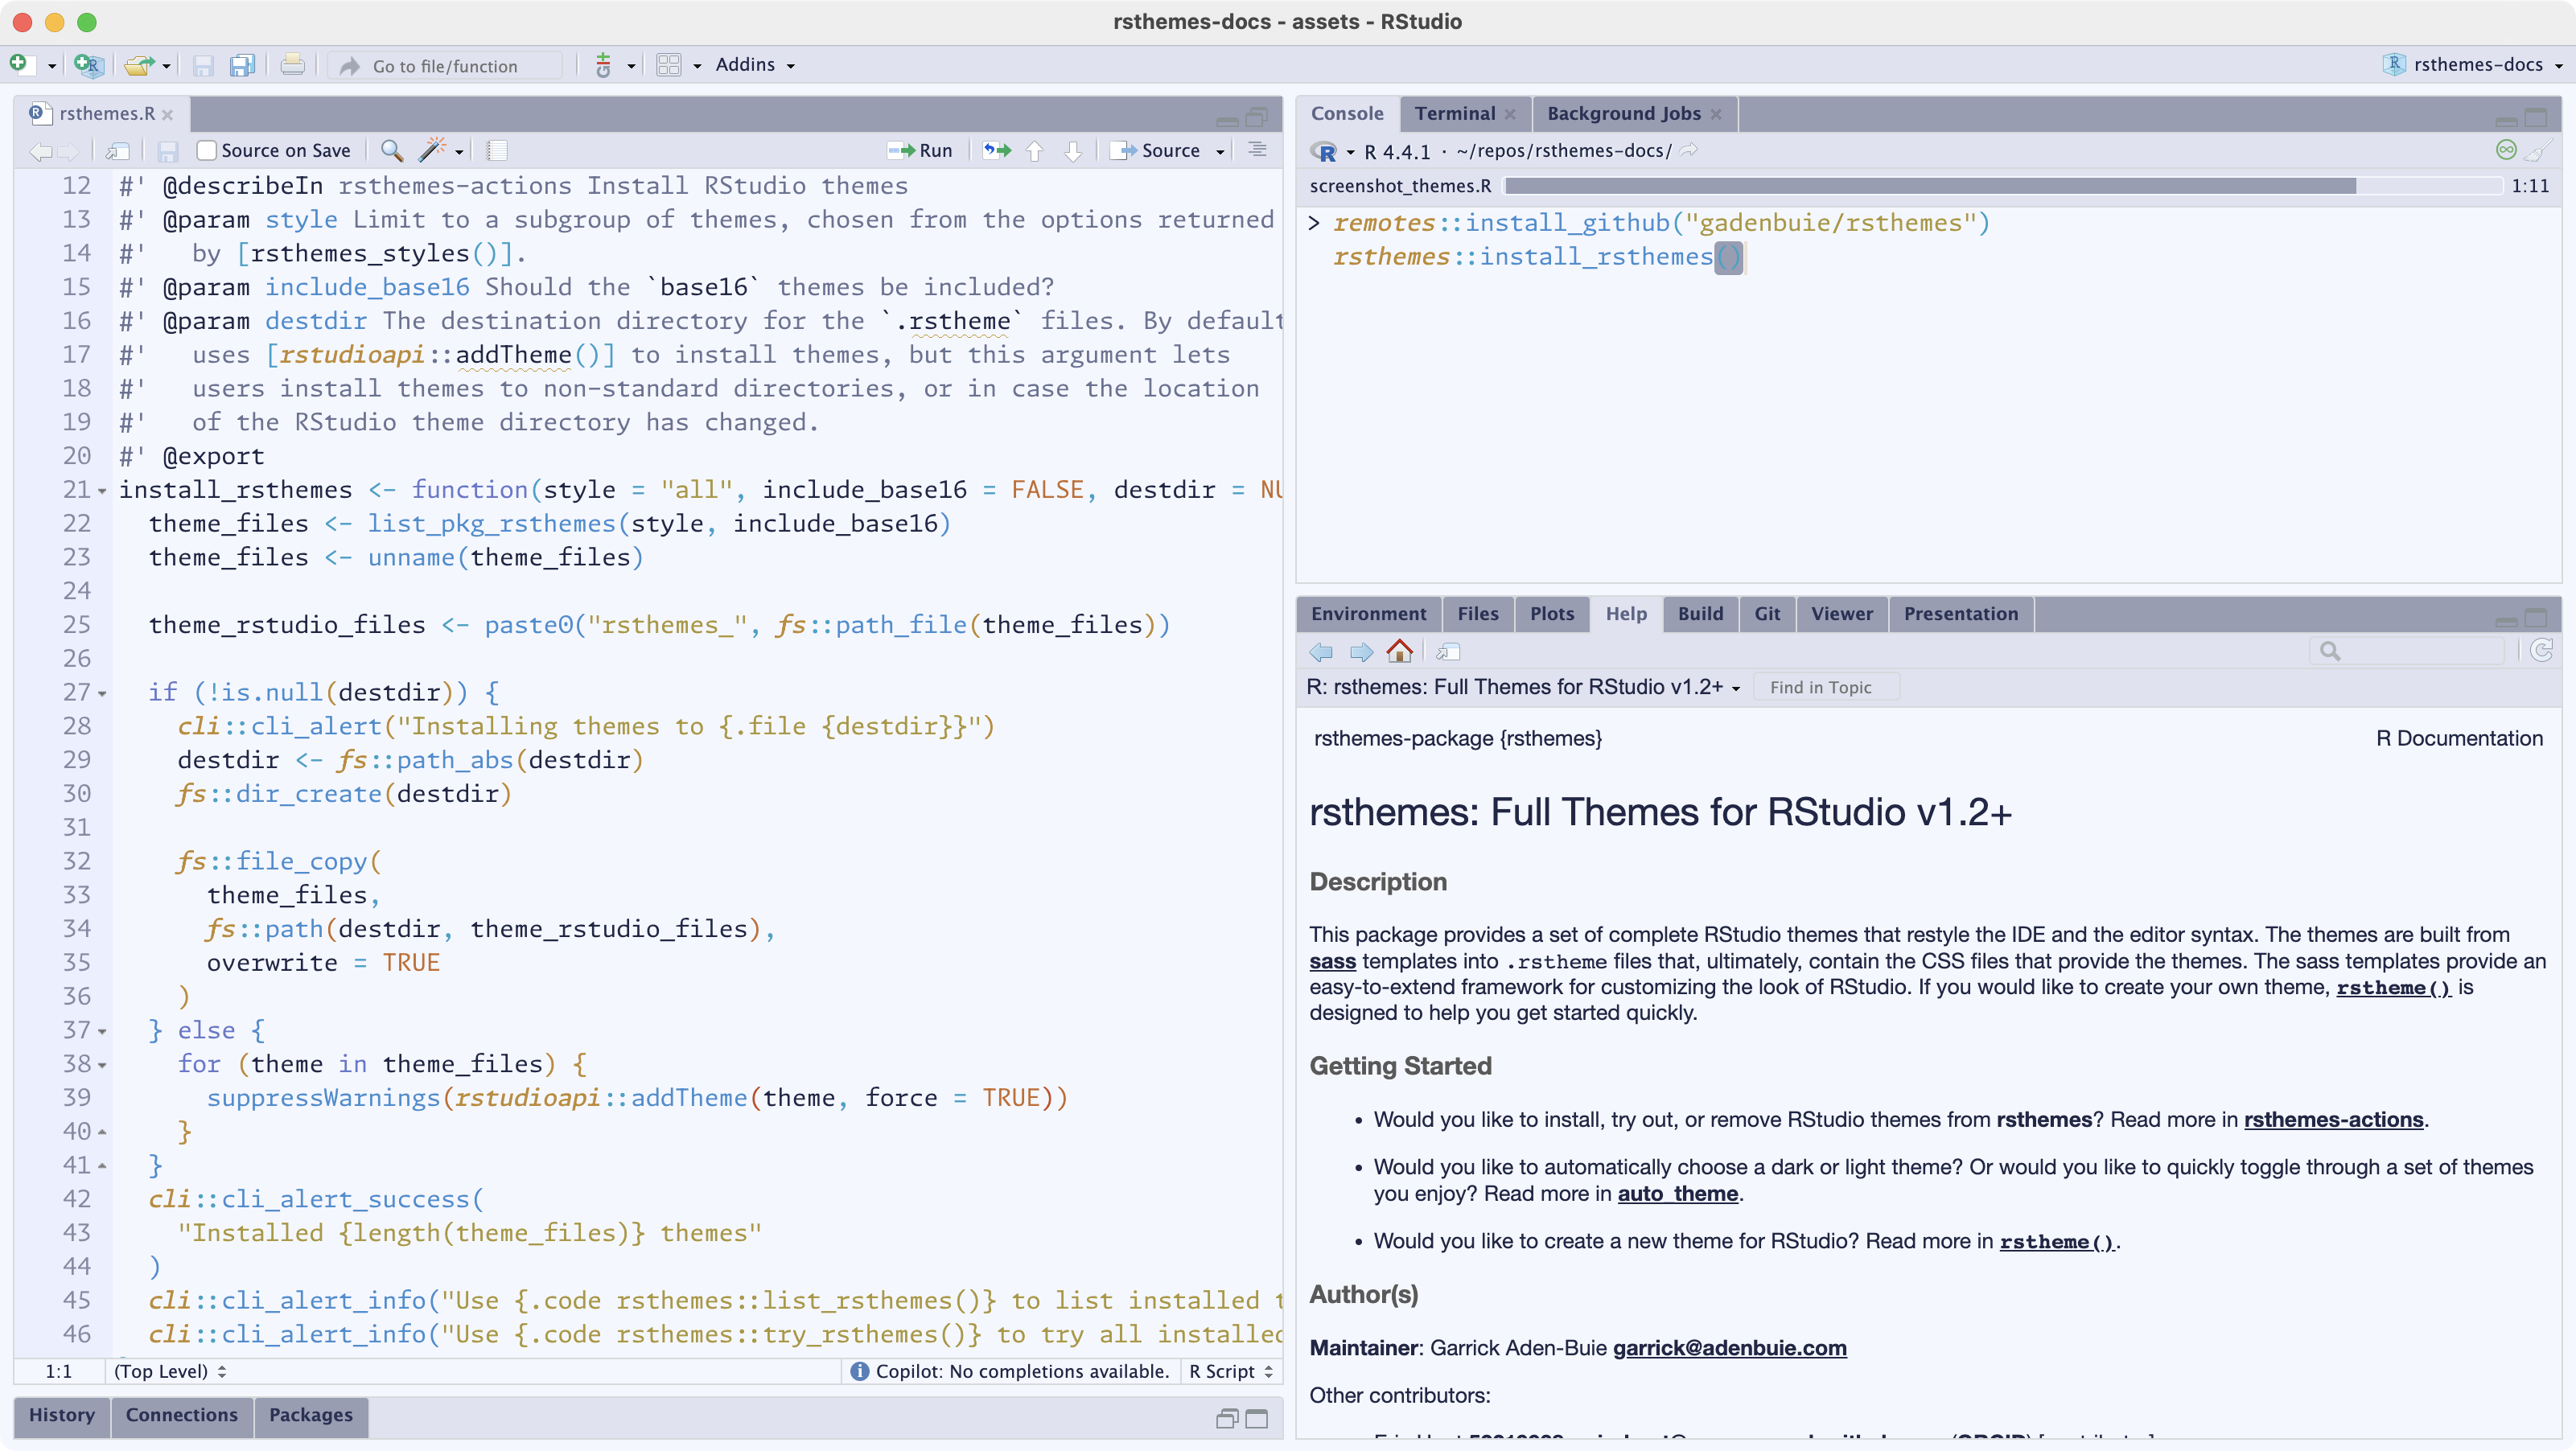 rsthemes-docs - assets - RStudio
Go to file/function
Addins
rsthemes-docs
rsthemes.R
Source on Save
Run
Source
12 #' @describeIn rsthemes-actions Install RStudio themes
13 #' @param style Limit to a subgroup of themes, chosen from the options returned
14 #'   by [rsthemes_styles()].
15 #' @param include_base16 Should the `base16` themes be included?
16 #' @param destdir The destination directory for the `.rstheme` files. By default
17 #'   uses [rstudioapi::addTheme()] to install themes, but this argument lets
18 #'   users install themes to non-standard directories, or in case the location
19 #'   of the RStudio theme directory has changed.
20 #' @export
21 install_rsthemes <- function(style = "all", include_base16 = FALSE, destdir = NU
22   theme_files <- list_pkg_rsthemes(style, include_base16)
23   theme_files <- unname(theme_files)
24
25   theme_rstudio_files <- paste0("rsthemes_", fs::path_file(theme_files))
26
27   if (!is.null(destdir)) {
28     cli::cli_alert("Installing themes to {.file {destdir}}")
29     destdir <- fs::path_abs(destdir)
30     fs::dir_create(destdir)
31
32     fs::file_copy(
33       theme_files,
34       fs::path(destdir, theme_rstudio_files),
35       overwrite = TRUE
36     )
37   } else {
38     for (theme in theme_files) {
39       suppressWarnings(rstudioapi::addTheme(theme, force = TRUE))
40     }
41   }
42   cli::cli_alert_success(
43     "Installed {length(theme_files)} themes"
44   )
45   cli::cli_alert_info("Use {.code rsthemes::list_rsthemes()} to list installed
46   cli::cli_alert_info("Use {.code rsthemes::try_rsthemes()} to try all installed
1:1 (Top Level) Copilot: No completions available. R Script
History Connections Packages
Console Terminal Background Jobs
R 4.4.1 · ~/repos/rsthemes-docs/
screenshot_themes.R 1:11
> remotes::install_github("gadenbuie/rsthemes")
rsthemes::install_rsthemes()
Environment Files Plots Help Build Git Viewer Presentation
R: rsthemes: Full Themes for RStudio v1.2+ Find in Topic
rsthemes-package {rsthemes} R Documentation
rsthemes: Full Themes for RStudio v1.2+
Description
This package provides a set of complete RStudio themes that restyle the IDE and the editor syntax. The themes are built from
sass templates into .rstheme files that, ultimately, contain the CSS files that provide the themes. The sass templates provide an
easy-to-extend framework for customizing the look of RStudio. If you would like to create your own theme, rstheme() is
designed to help you get started quickly.
Getting Started
• Would you like to install, try out, or remove RStudio themes from rsthemes? Read more in rsthemes-actions.
• Would you like to automatically choose a dark or light theme? Or would you like to quickly toggle through a set of themes
you enjoy? Read more in auto_theme.
• Would you like to create a new theme for RStudio? Read more in rstheme().
Author(s)
Maintainer: Garrick Aden-Buie garrick@adenbuie.com
Other contributors: